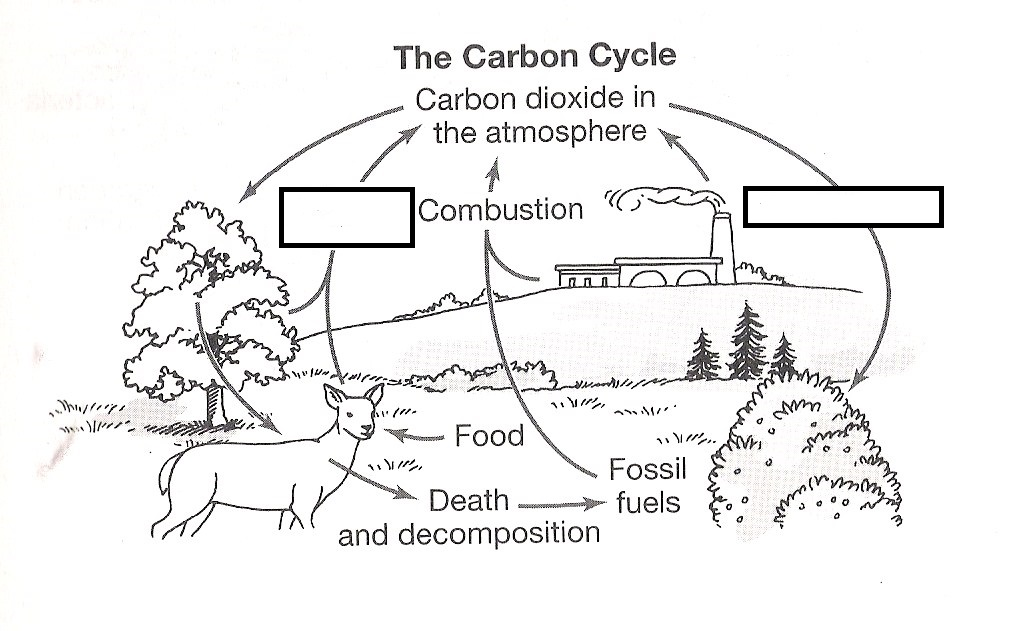 The Carbon Cycle
Carbon dioxide in
the atmosphere
Combustion
Food
Fossil
fuels
Death
and decomposition